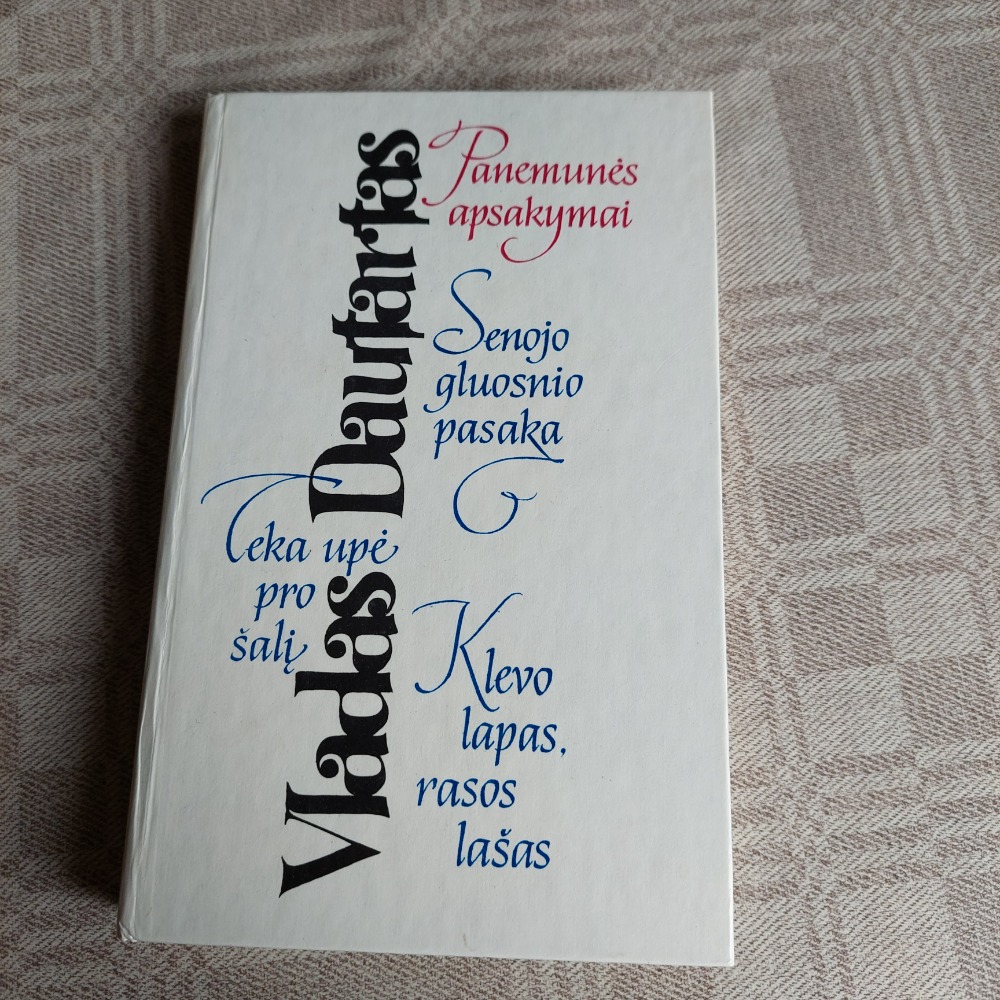 Vladas Dautartas
Panemunės
apsakymai
Senojo
gluosnio
pasaka
Teka upė
pro
šalį
Klevo
lapas,
rasos
lašas